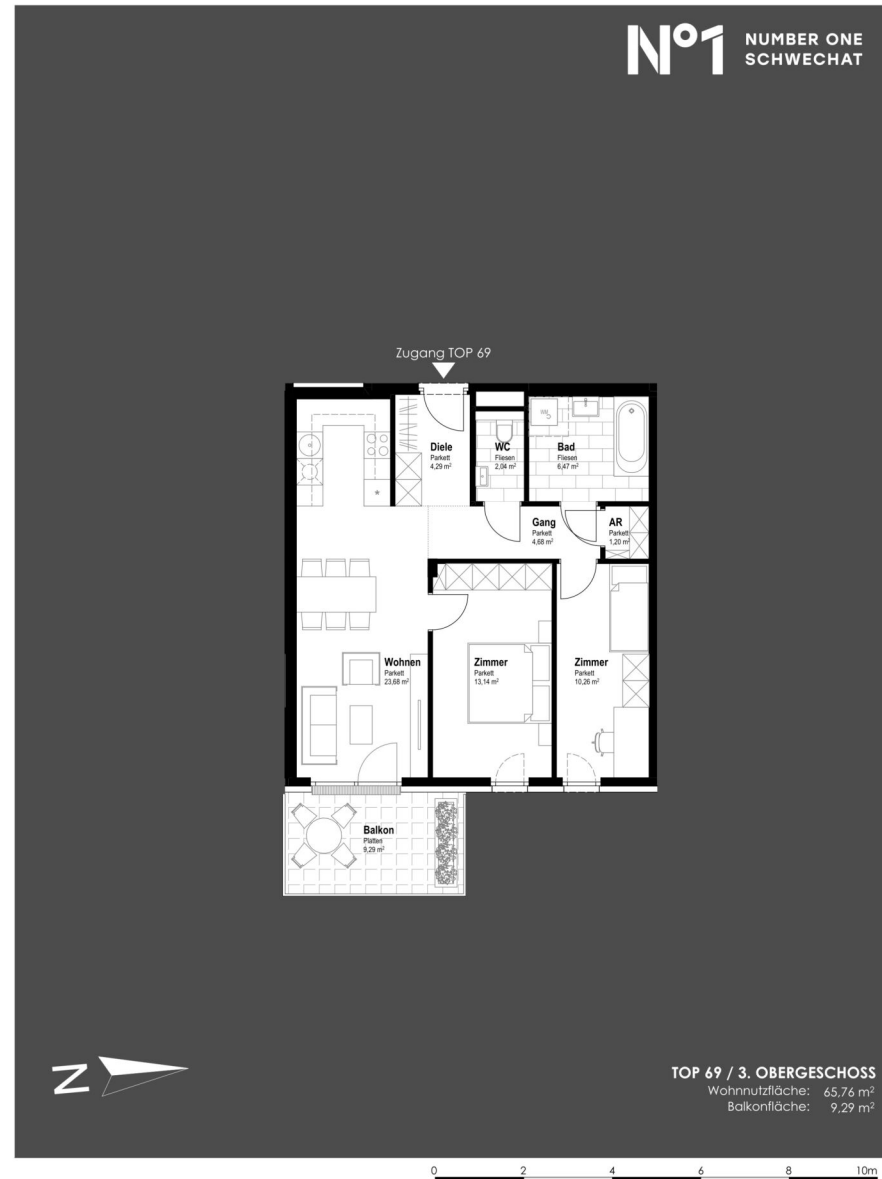 Nº1
NUMBER ONE
SCHWECHAT
Zugang TOP 69
Diele
Parkett
4,29 m²
WC
Fliesen
2,04 m²
Bad
Fliesen
6,47 m²
Gang
Parkett
4,68 m²
AR
Parkett
1,20 m²
Wohnen
Parkett
23,68 m²
Zimmer
Parkett
13,14 m²
Zimmer
Parkett
10,26 m²
Balkon
Platten
9,29 m²
N
TOP 69 / 3. OBERGESCHOSS
Wohnnutzfläche: 65,76 m²
Balkonfläche: 9,29 m²
0 2 4 6 8 10m